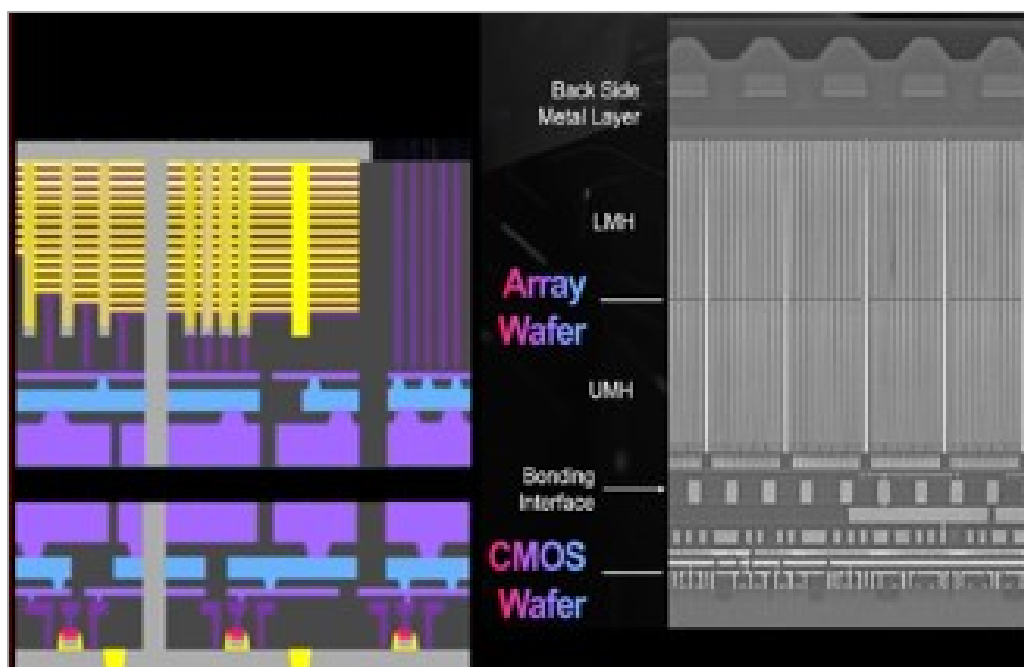 Back Side
Metal Layer
LMH
Array
Wafer
UMH
Bonding
Interface
CMOS
Wafer